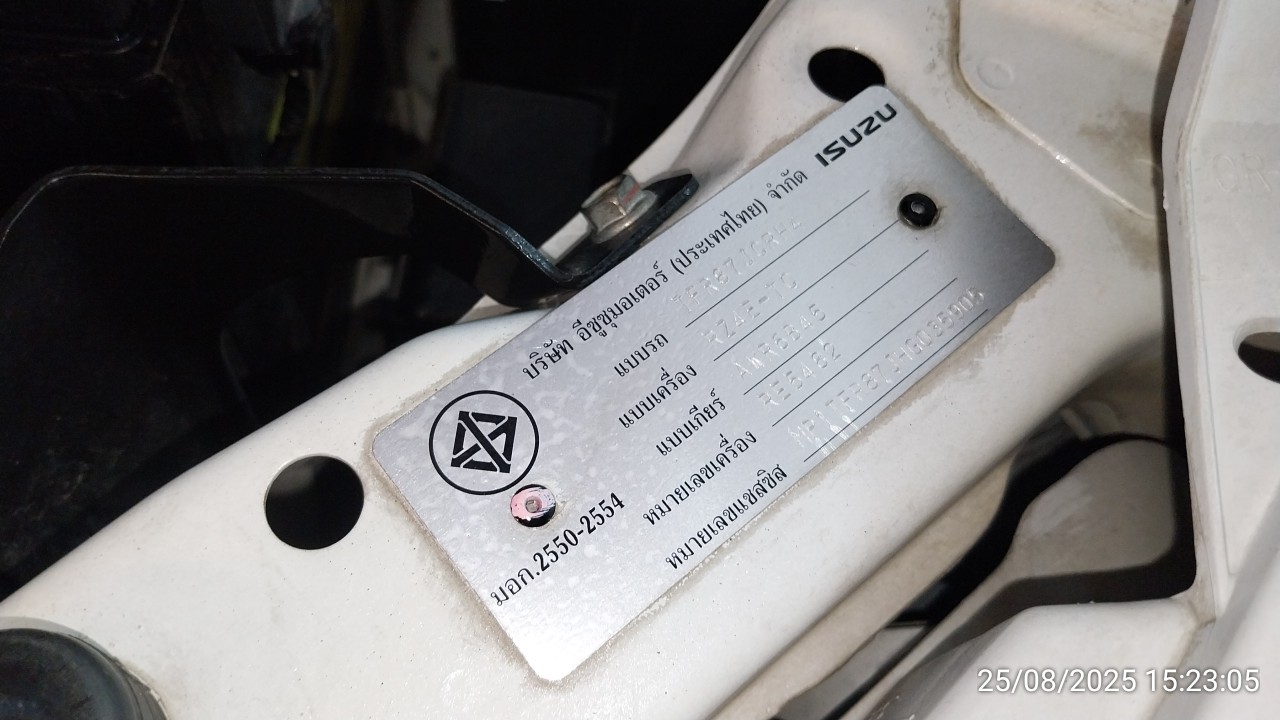 ISUZU
บริษัท อีซูซุมอเตอร์ (ประเทศไทย) จำกัด
แบบรถ
แบบเครื่อง RZ4E-TC
แบบเกียร์
หมายเลขเครื่อง RE5482
หมายเลขแชสซิส
มอก.2550-2554
25/08/2025 15:23:05